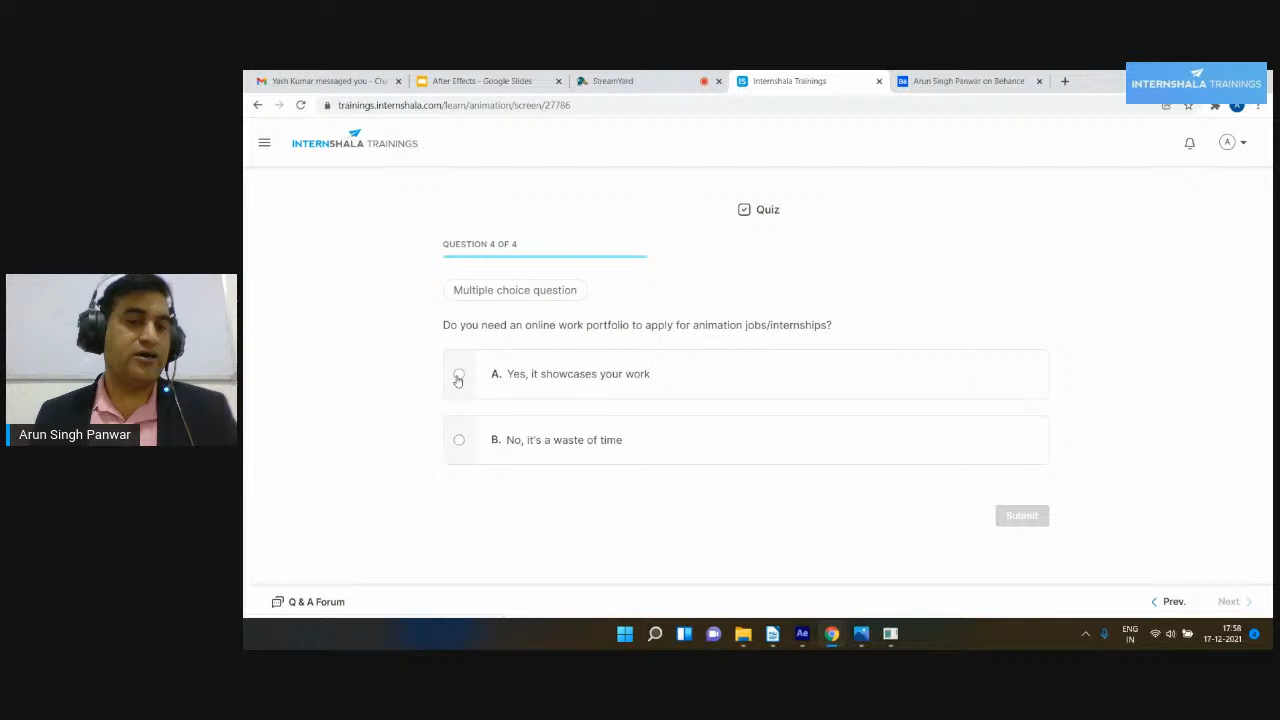 Yash Kumar messaged you - Cha
After Effects - Google Slides
StreamYard
Internshala Trainings
Arun Singh Panwar on Behance
INTERNSHALA TRAININGS
trainings.internshala.com/learn/animation/screen/27786
INTERNSHALA TRAININGS
A
Quiz
QUESTION 4 OF 4
Multiple choice question
Do you need an online work portfolio to apply for animation jobs/internships?
A. Yes, it showcases your work
B. No, it's a waste of time
Submit
Arun Singh Panwar
Q & A Forum
Prev.
Next
Ae
ENG
IN
17:58
17-12-2021